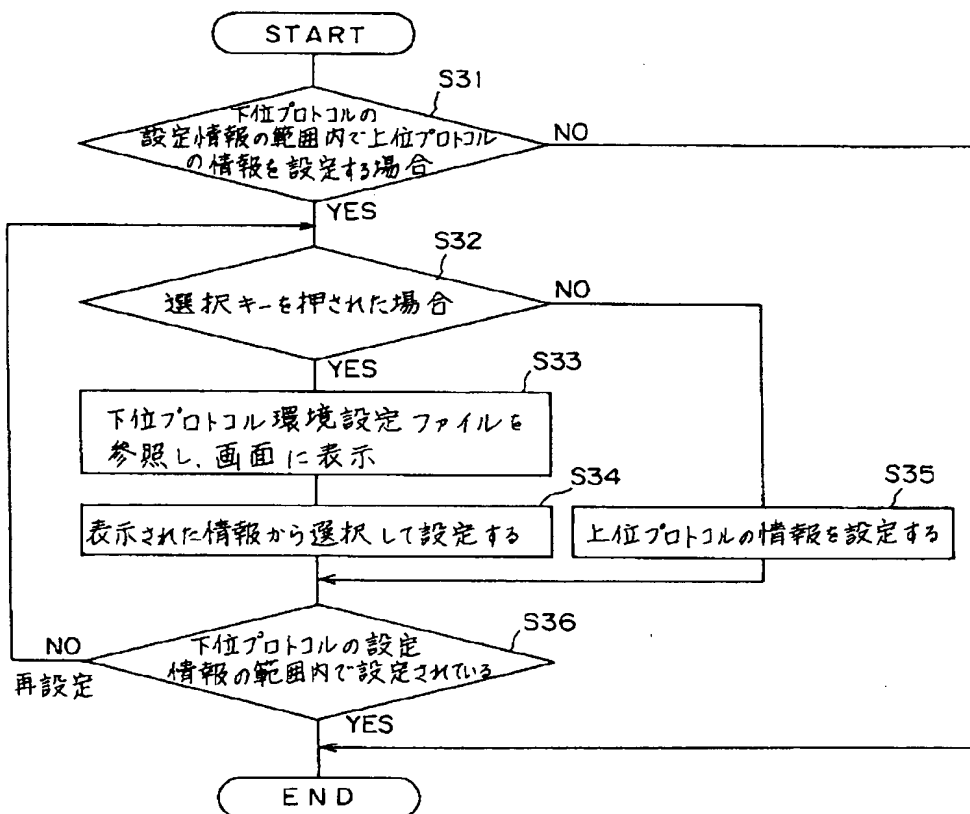 START
S31
下位プロトコルの
設定情報の範囲内で上位プロトコル
の情報を設定する場合
NO
YES
S32
選択キーを押された場合
NO
YES
S33
下位プロトコル環境設定ファイルを
参照し、画面に表示
S34
表示された情報から選択して設定する
S35
上位プロトコルの情報を設定する
S36
下位プロトコルの設定
情報の範囲内で設定されている
NO
再設定
YES
END